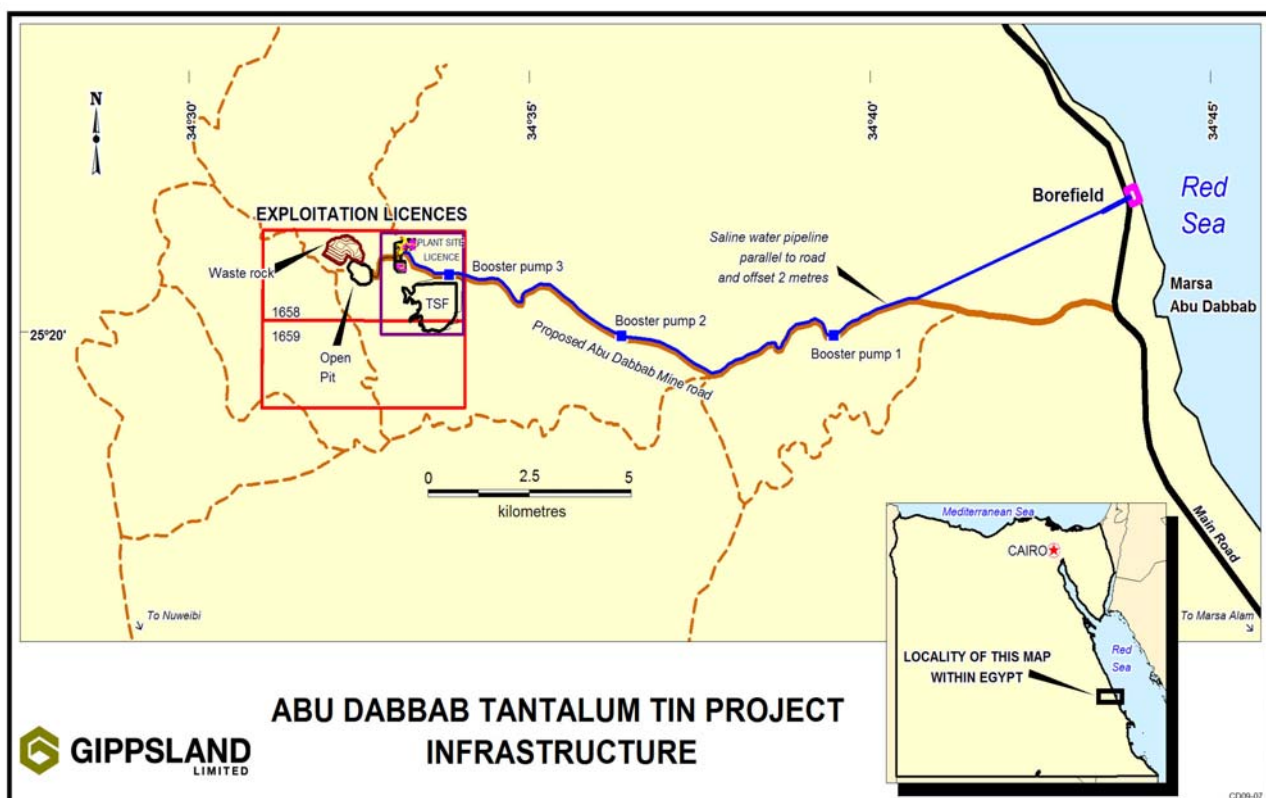 N
34°30'
34°35'
34°40'
34°45'
Red
Sea
Borefield
EXPLOITATION LICENCES
Saline water pipeline
parallel to road
and offset 2 metres
PLANT SITE
LICENCE
Waste rock
Booster pump 3
Marsa
Abu Dabbab
TSF
1658
25°20'
1659
Booster pump 2
Booster pump 1
Open
Pit
Proposed Abu Dabbab Mine road
0 2.5 5
kilometres
Main Road
Mediterranean Sea
CAIRO
To Nuweibi
To Marsa Alam
LOCALITY OF THIS MAP
WITHIN EGYPT
Red
Sea
ABU DABBAB TANTALUM TIN PROJECT
INFRASTRUCTURE
GIPPSLAND
LIMITED
CD09-07